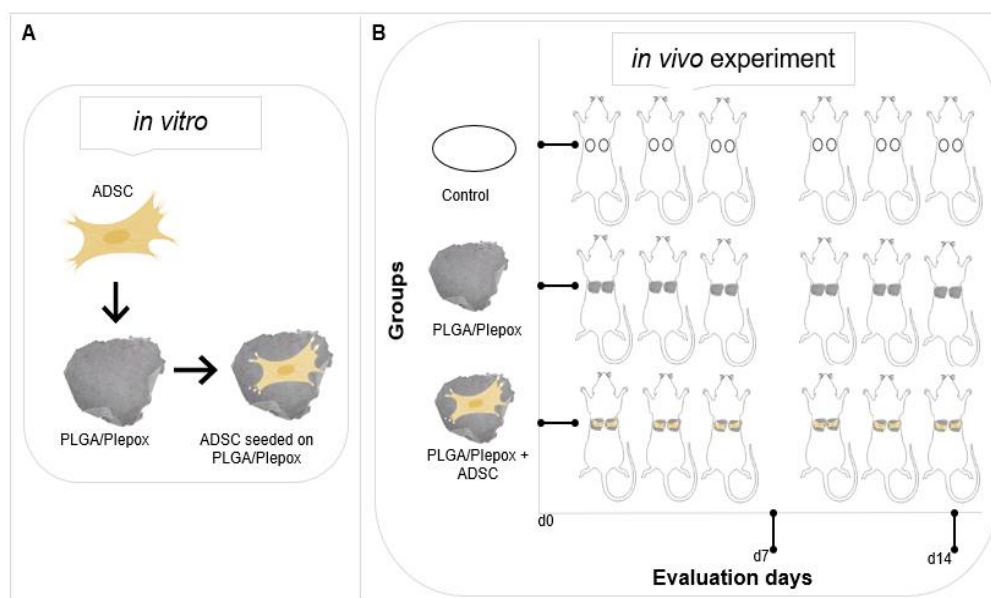 A
in vitro
ADSC
PLGA/Plepox
ADSC seeded on
PLGA/Plepox
B
in vivo experiment
Groups
Control
PLGA/Plepox
PLGA/Plepox +
ADSC
d0
d7
d14
Evaluation days